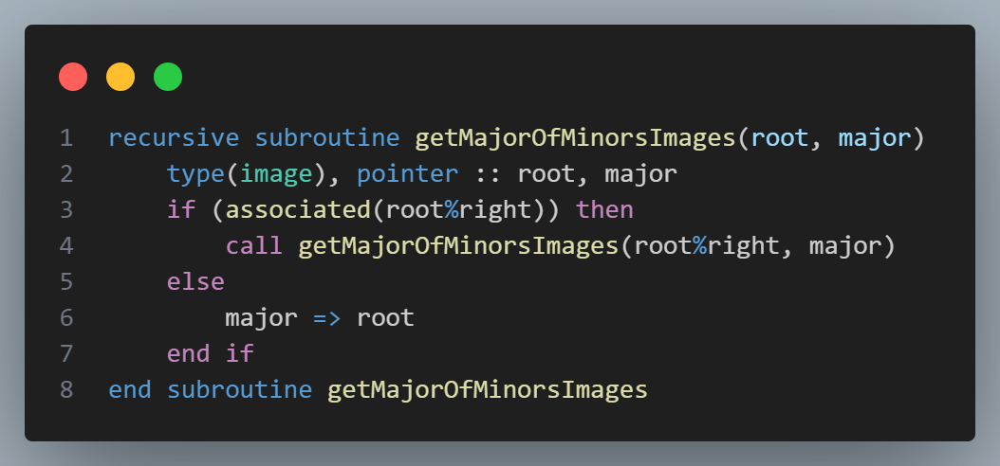 1 recursive subroutine getMajorOfMinorsImages(root, major)
2     type(image), pointer :: root, major
3     if (associated(root%right)) then
4         call getMajorOfMinorsImages(root%right, major)
5     else
6         major => root
7     end if
8 end subroutine getMajorOfMinorsImages